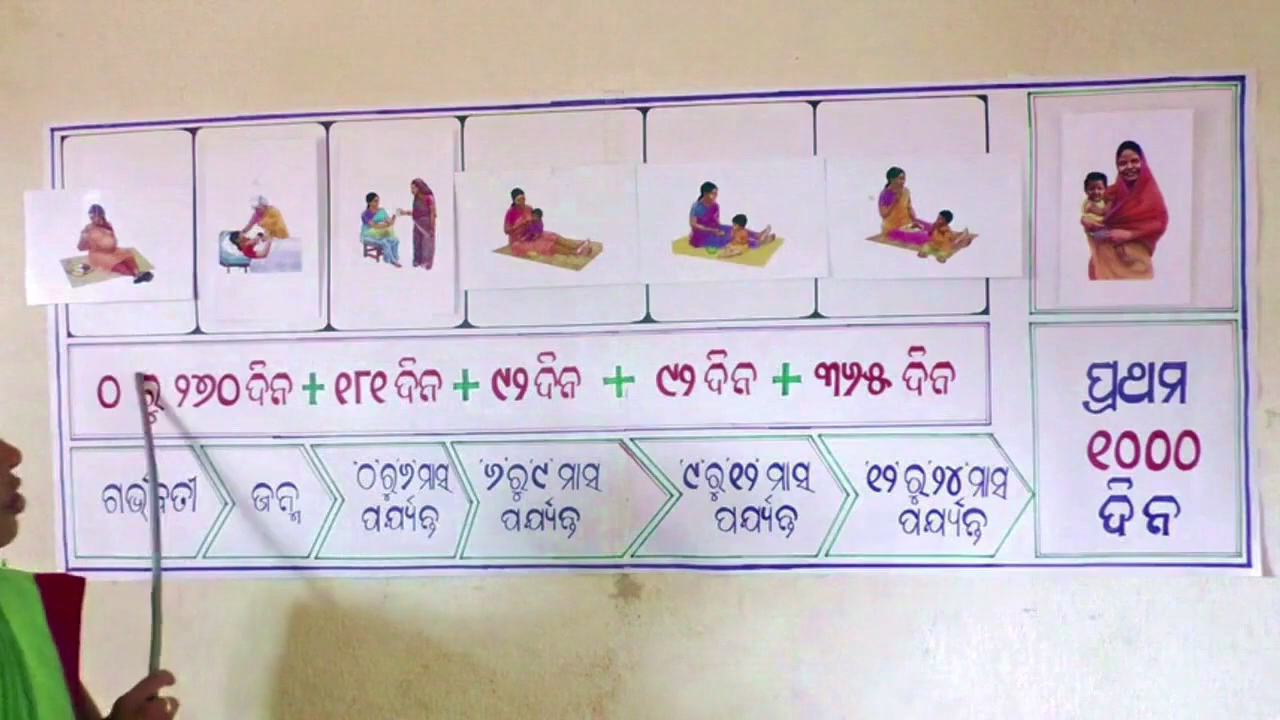 ୦ ରୁ ୨୭୦ ଦିନ + ୧୮୧ ଦିନ + ୯୨ ଦିନ + ୯୨ ଦିନ + ୩୬୫ ଦିନ
ଗର୍ଭବତୀ
ଜନ୍ମ
'୦'ରୁ'୬'ମାସ
ପର୍ଯ୍ୟନ୍ତ
'୬'ରୁ'୯' ମାସ
ପର୍ଯ୍ୟନ୍ତ
'୯'ରୁ'୧୨' ମାସ
ପର୍ଯ୍ୟନ୍ତ
'୧୨'ରୁ'୨୪'ମାସ
ପର୍ଯ୍ୟନ୍ତ
ପ୍ରଥମ
୧୦୦୦
ଦିନ